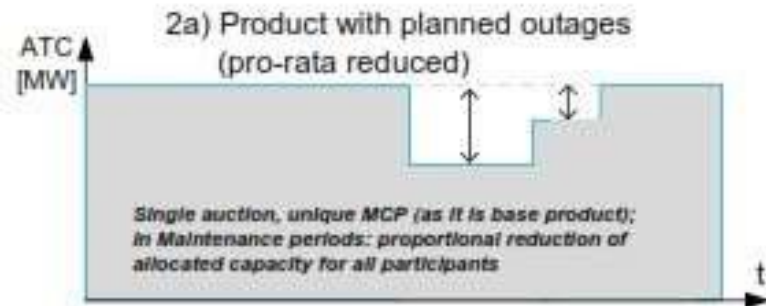 2a) Product with planned outages
(pro-rata reduced)
ATC
[MW]
Single auction, unique MCP (as it is base product);
in Maintenance periods: proportional reduction of
allocated capacity for all participants
t